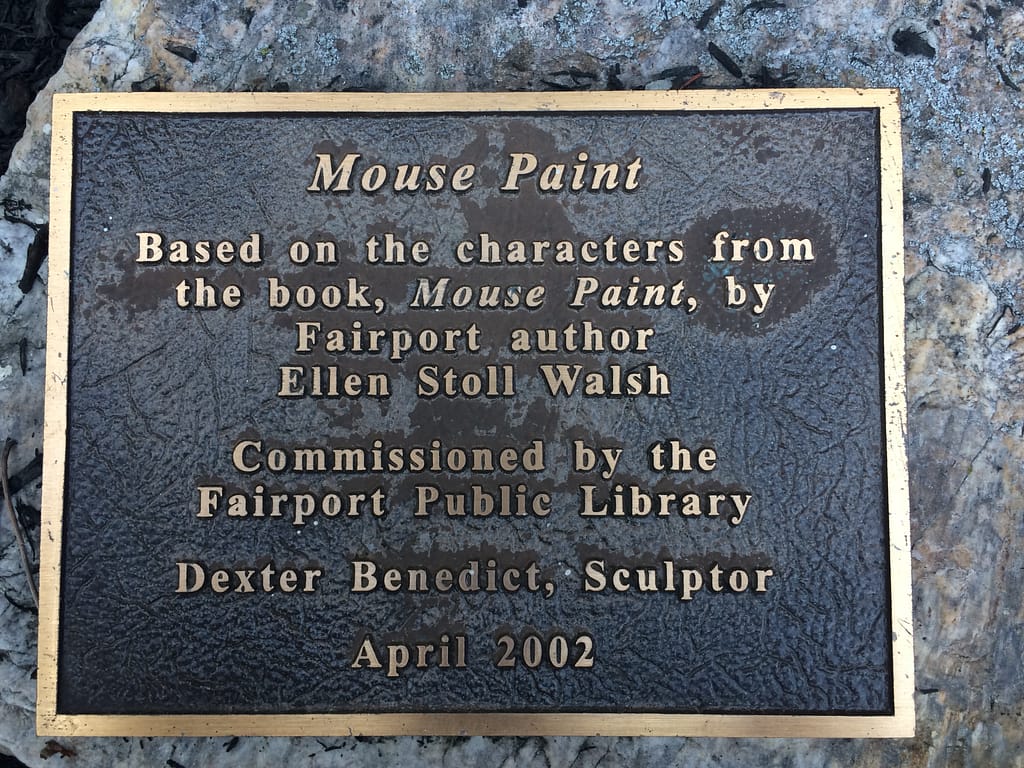 Mouse Paint
Based on the characters from
the book, Mouse Paint, by
Fairport author
Ellen Stoll Walsh
Commissioned by the
Fairport Public Library
Dexter Benedict, Sculptor
April 2002